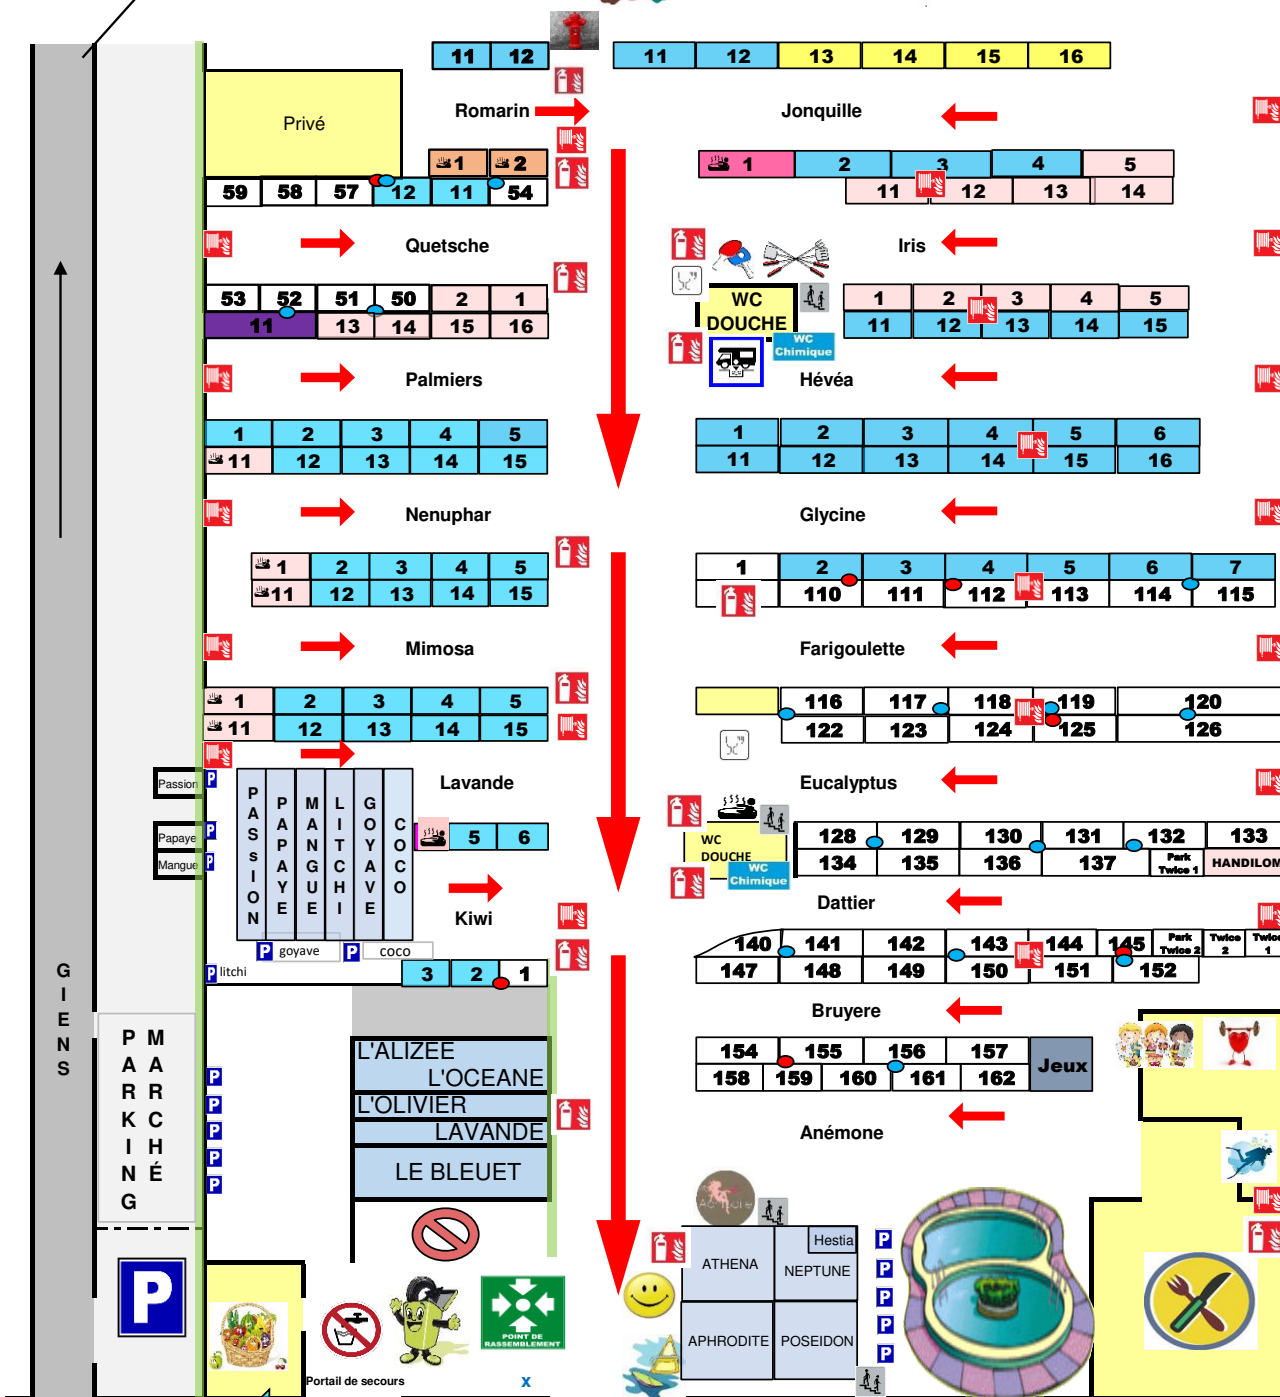 11 12
11 12 13 14 15 16
Privé
Romarin
Jonquille
1 2
1 2 3 4 5
59 58 57 12 11 54
11 12 13 14
Quetsche
Iris
53 52 51 50 2 1
WC
DOUCHE
1 2 3 4 5
11 13 14 15 16
11 12 13 14 15
WC
Chimique
Palmiers
Hévéa
1 2 3 4 5
1 2 3 4 5 6
11 12 13 14 15
11 12 13 14 15 16
Nenuphar
Glycine
1 2 3 4 5
1 2 3 4 5 6 7
11 12 13 14 15
110 111 112 113 114 115
Mimosa
Farigoulette
1 2 3 4 5
116 117 118 119 120
11 12 13 14 15
122 123 124 125 126
Lavande
Eucalyptus
Passion
P
Papaye
P
Mangue
P
PASsION
PAPAYE
MANGUE
LITCHI
GOYAVE
COCO
5 6
WC
DOUCHE
WC
Chimique
128 129 130 131 132 133
134 135 136 137 Park Twice 1 HANDILOM
Kiwi
Dattier
P goyave P coco
P litchi
3 2 1
140 141 142 143 144 145 Park Twice 2 Twice 2 Twice 1
147 148 149 150 151 152
Bruyere
GIENS
PARKING
MARCHÉ
L'ALIZEE
L'OCEANE
L'OLIVIER
LAVANDE
LE BLEUET
P
P
P
P
P
154 155 156 157
158 159 160 161 162
Jeux
Anémone
P
ATHENA
Hestia
NEPTUNE
APHRODITE
POSEIDON
P
P
P
P
P
POINT DE
RASSEMBLEMENT
Portail de secours
x